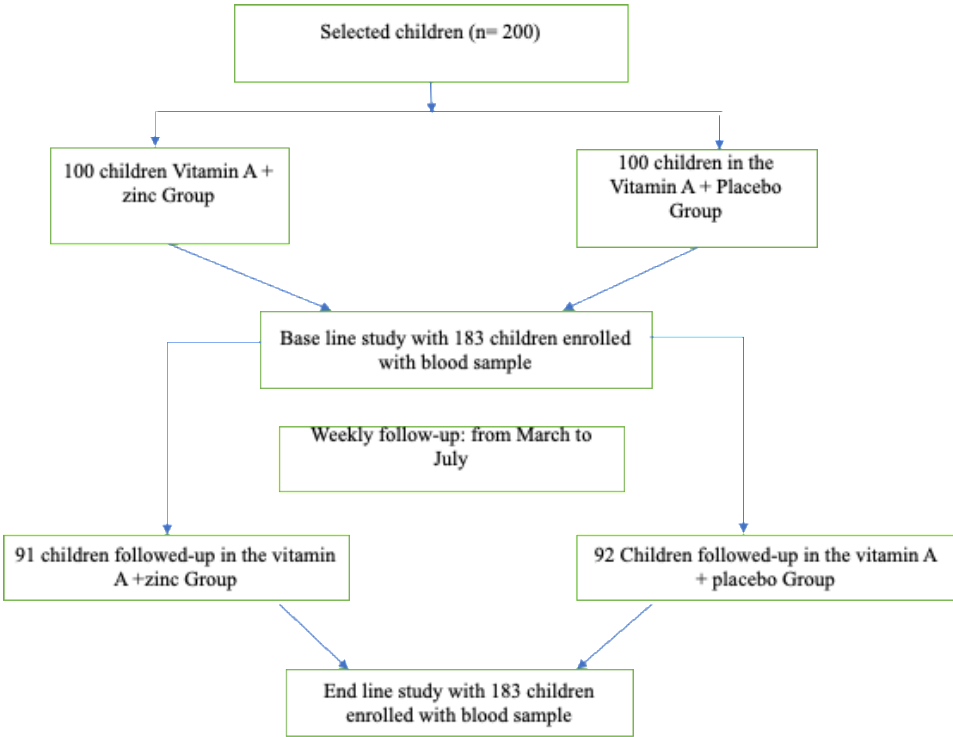 Selected children (n= 200)
100 children Vitamin A +
zinc Group
100 children in the
Vitamin A + Placebo
Group
Base line study with 183 children enrolled
with blood sample
Weekly follow-up: from March to
July
91 children followed-up in the vitamin
A +zinc Group
92 Children followed-up in the vitamin A
+ placebo Group
End line study with 183 children
enrolled with blood sample